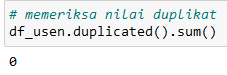 # memeriksa nilai duplikat
df_usen.duplicated().sum()
0